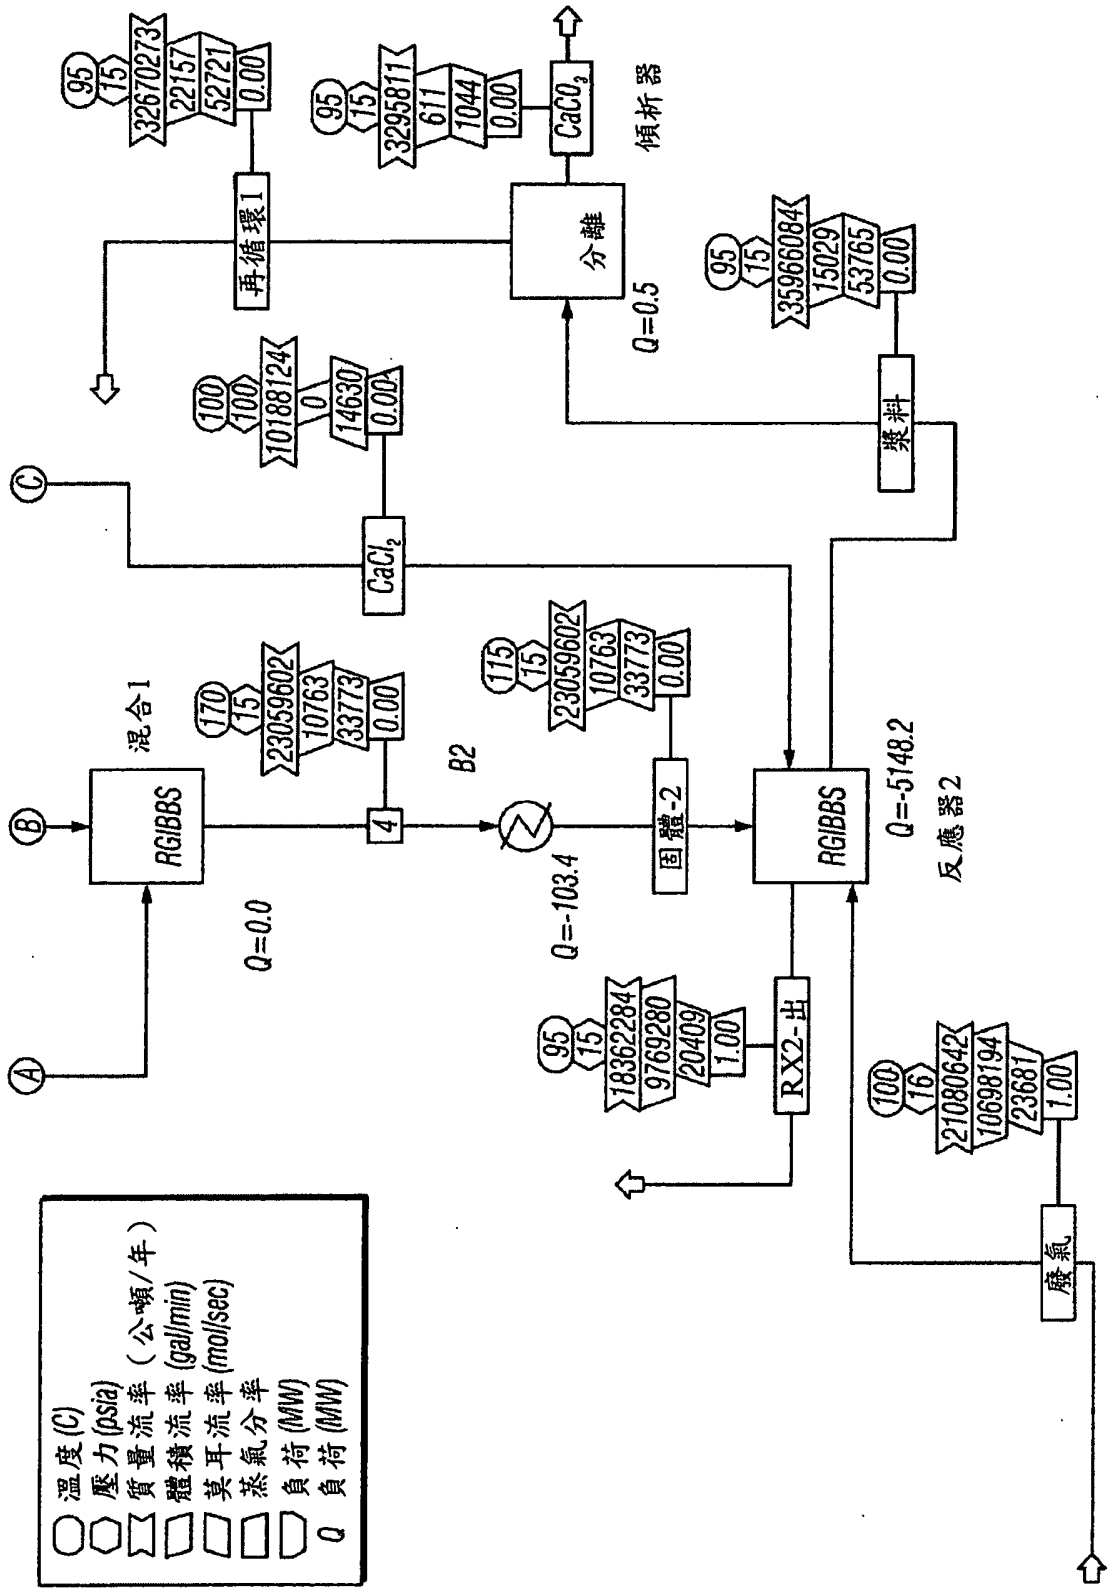 溫度(C)
壓力(psia)
質量流率(公噸/年)
體積流率(gal/min)
莫耳流率(mol/sec)
蒸氣分率
負荷(MW)
Q 負荷(MW)
A
B
C
RGIBBS
混合1
Q=0.0
4
170
15
23059602
10763
33773
0.00
B2
Q=-103.4
固體-2
115
15
23059602
10763
33773
0.00
CaCl2
100
100
10188124
0
14630
0.00
再循環1
95
15
32670273
22157
52721
0.00
分離
Q=0.5
CaCO3
傾析器
95
15
3295811
611
1044
0.00
漿料
95
15
35966084
15029
53765
0.00
RGIBBS
Q=-5148.2
反應器2
RX2-出
95
15
18362284
9769280
20409
1.00
廢氣
100
16
21080642
10698194
23681
1.00